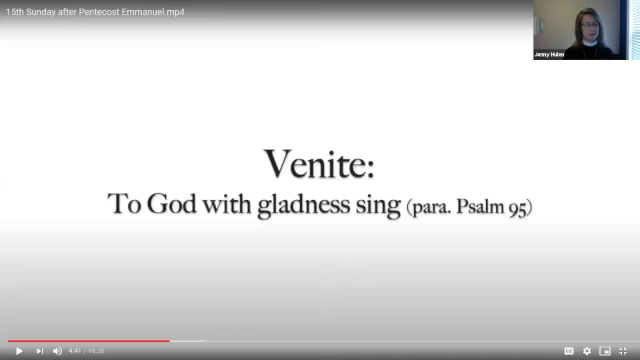 15th Sunday after Pentecost Emmanuel.mp4
Jenny Hulen
Venite:
To God with gladness sing (para. Psalm 95)
4:41 / 16:20
CC